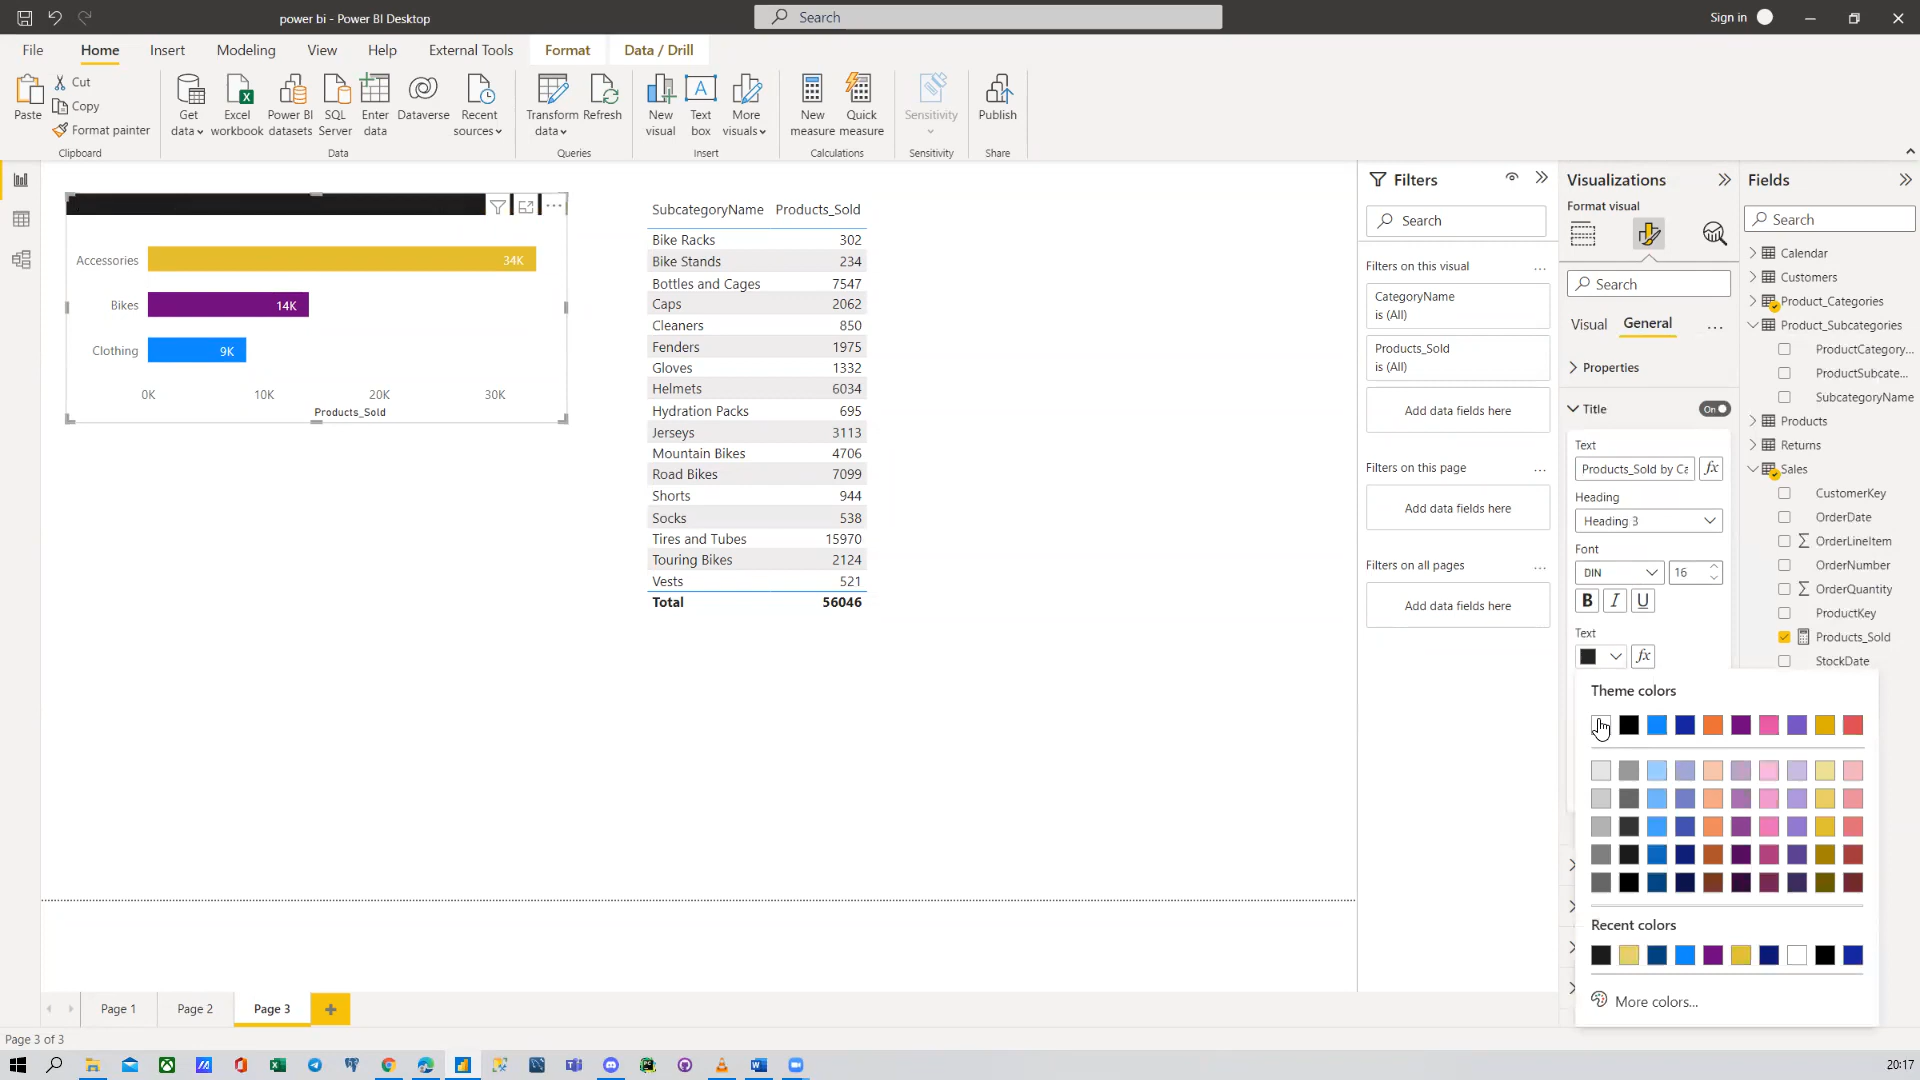 power bi - Power BI Desktop
Search
Sign in
File
Home
Insert
Modeling
View
Help
External Tools
Format
Data / Drill
Paste
Cut
Copy
Format painter
Clipboard
Get data
Excel workbook
Power BI datasets
SQL Server
Enter data
Dataverse
Recent sources
Data
Transform data
Refresh
Queries
New visual
Text box
More visuals
Insert
New measure
Quick measure
Calculations
Sensitivity
Sensitivity
Publish
Share
Accessories
34K
Bikes
14K
Clothing
9K
0K
10K
20K
30K
Products_Sold
SubcategoryName Products_Sold
Bike Racks 302
Bike Stands 234
Bottles and Cages 7547
Caps 2062
Cleaners 850
Fenders 1975
Gloves 1332
Helmets 6034
Hydration Packs 695
Jerseys 3113
Mountain Bikes 4706
Road Bikes 7099
Shorts 944
Socks 538
Tires and Tubes 15970
Touring Bikes 2124
Vests 521
Total 56046
Filters
Search
Filters on this visual ...
CategoryName
is (All)
Products_Sold
is (All)
Add data fields here
Filters on this page ...
Add data fields here
Filters on all pages ...
Add data fields here
Visualizations
Format visual
Search
Visual
General
...
Properties
Title
On
Text
Products_Sold by Ca
fx
Heading
Heading 3
Font
DIN
16
B I U
Text
fx
Theme colors
Recent colors
More colors...
Fields
Search
Calendar
Customers
Product_Categories
Product_Subcategories
ProductCategory...
ProductSubcate...
SubcategoryName
Products
Returns
Sales
CustomerKey
OrderDate
OrderLineItem
OrderNumber
OrderQuantity
ProductKey
Products_Sold
StockDate
Page 1
Page 2
Page 3
Page 3 of 3
20:17